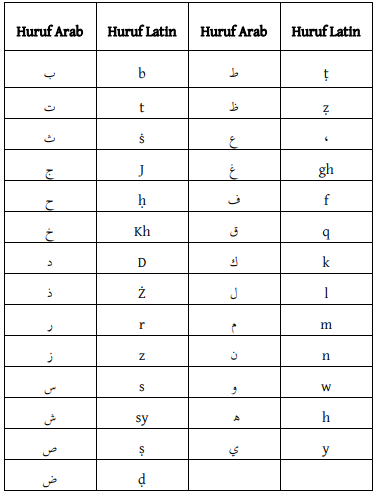 Huruf Arab Huruf Latin Huruf Arab Huruf Latin
ب b ط ṭ
ت t ظ ẓ
ث ṡ ع ،
ج J غ gh
ح ḥ ف f
خ Kh ق q
د D ك k
ذ Ż ل l
ر r م m
ز z ن n
س s و w
ش sy ه h
ص ṣ ي y
ض ḍ